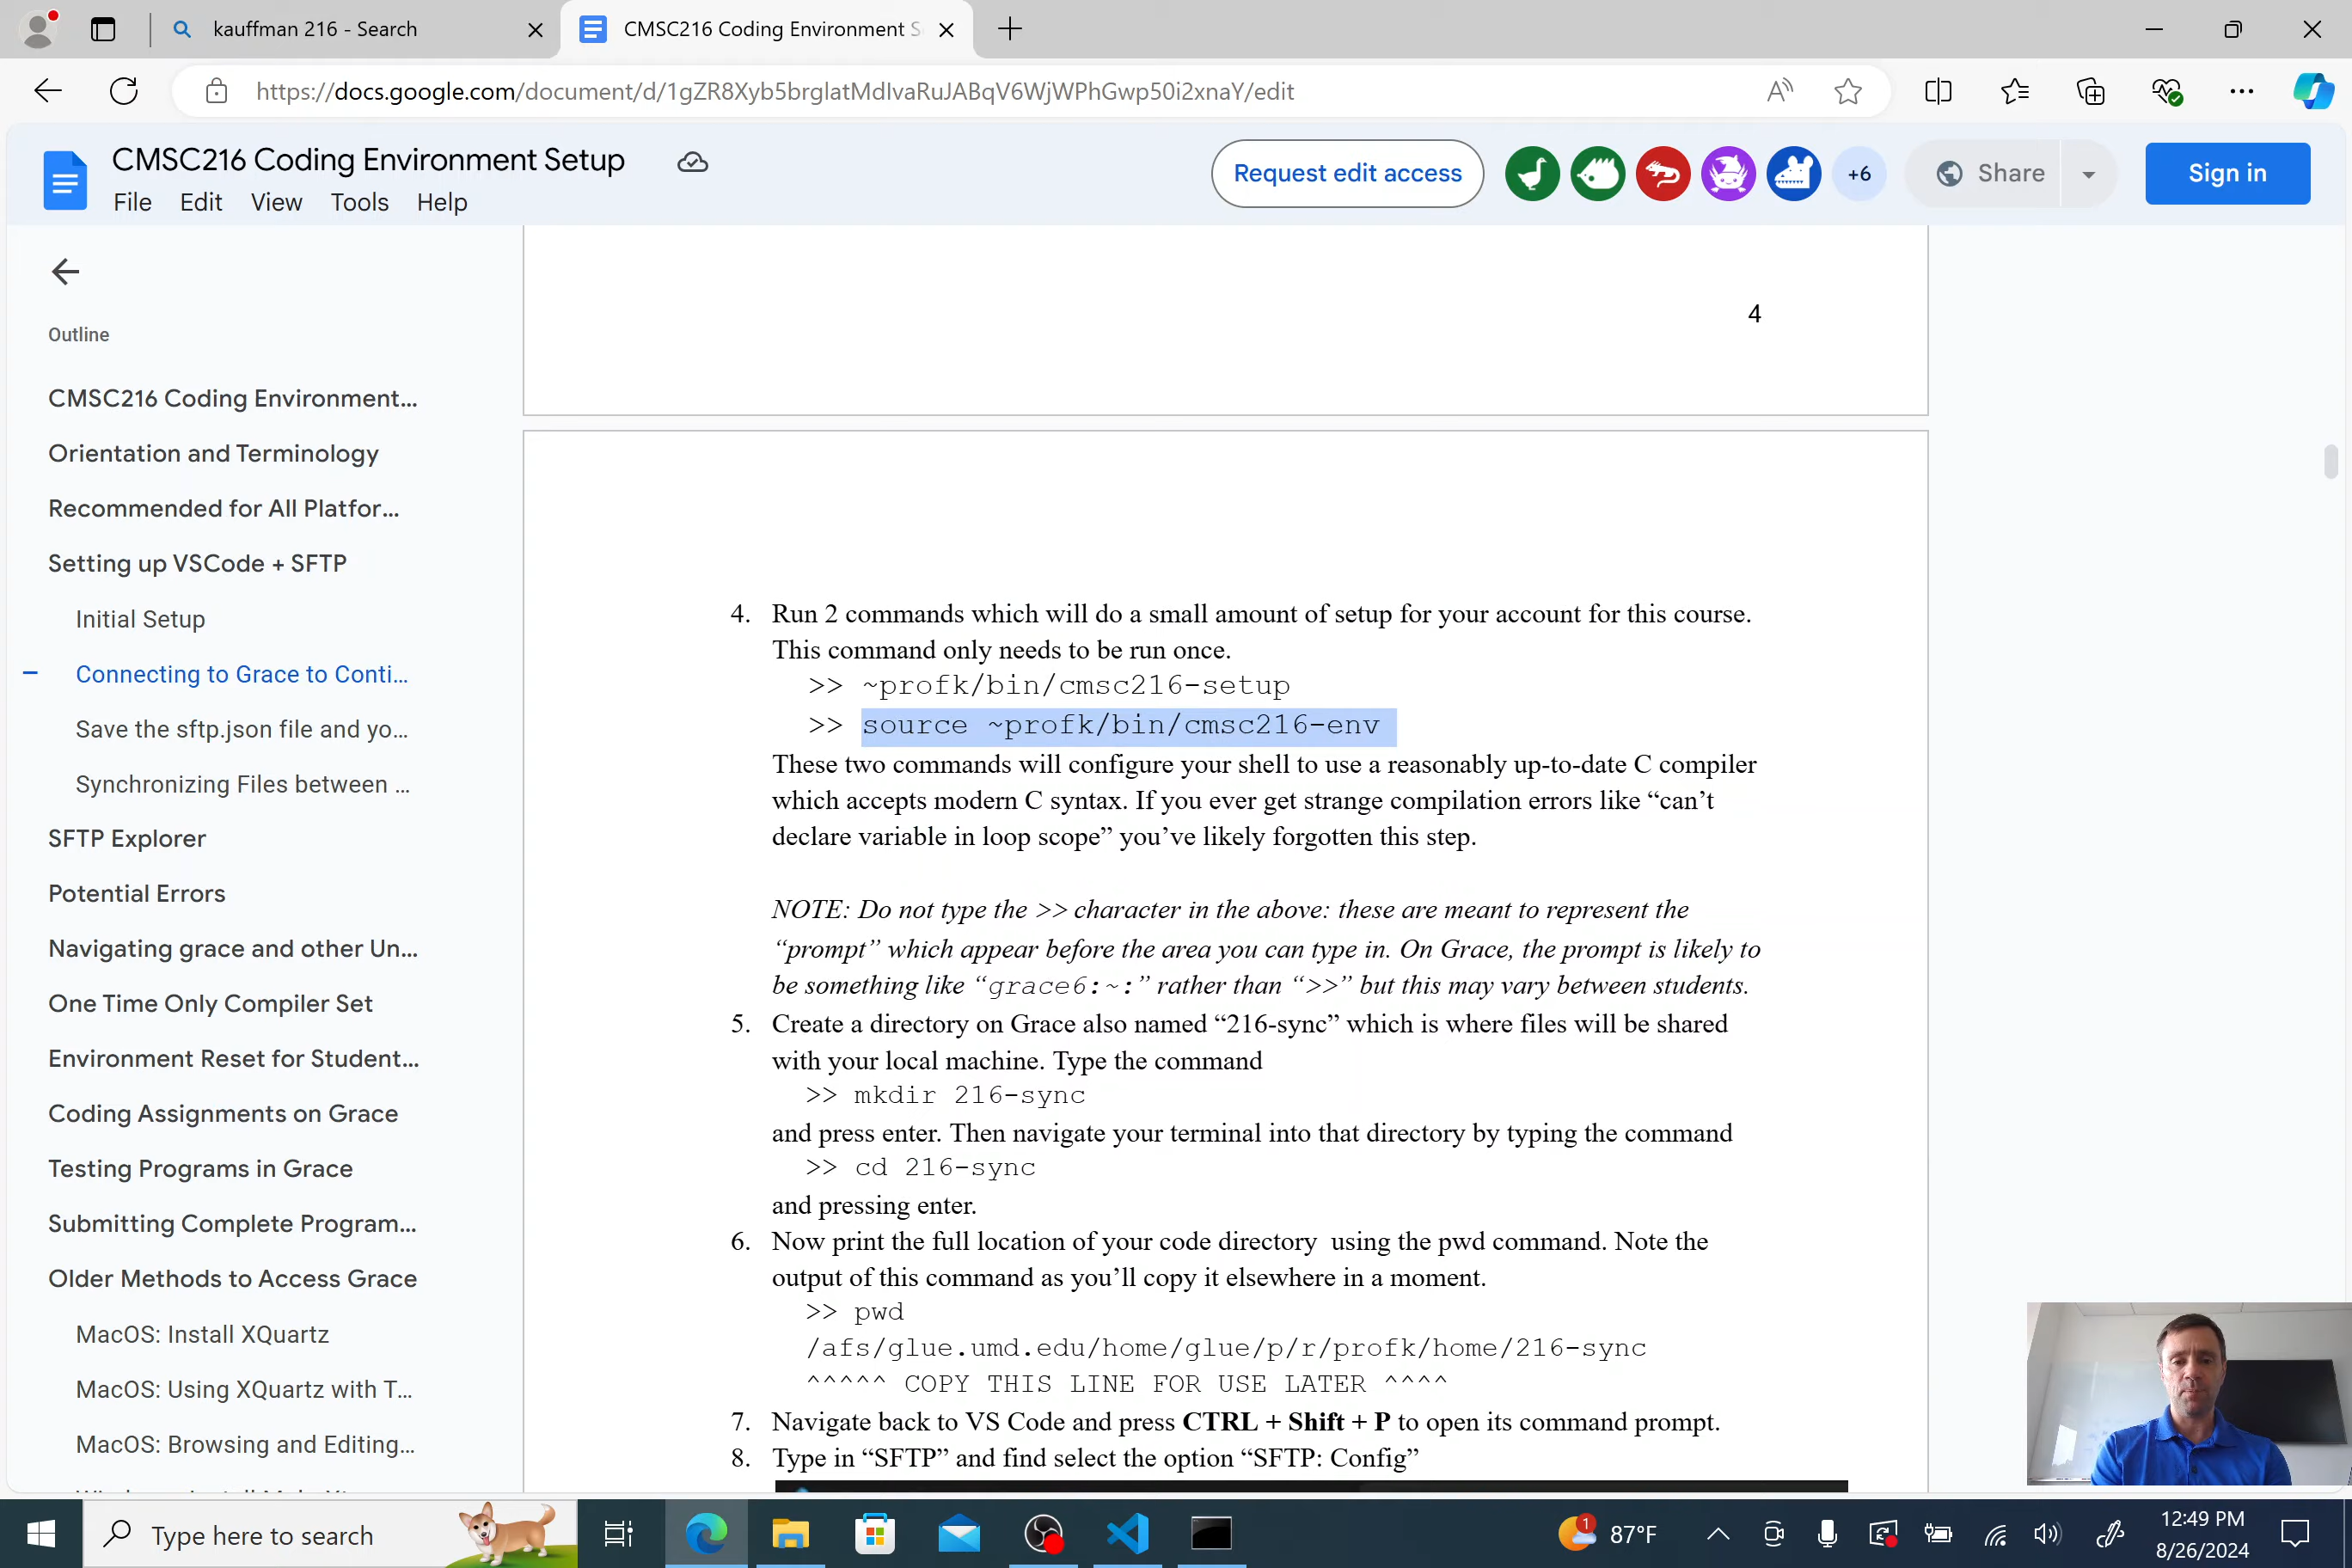 kauffman 216 - Search
CMSC216 Coding Environment S
https://docs.google.com/document/d/1gZR8Xyb5brglatMdIvaRuJABqV6WjWPhGwp50i2xnaY/edit
CMSC216 Coding Environment Setup
File Edit View Tools Help
Request edit access
+6
Share
Sign in
Outline
CMSC216 Coding Environment...
Orientation and Terminology
Recommended for All Platfor...
Setting up VSCode + SFTP
Initial Setup
Connecting to Grace to Conti...
Save the sftp.json file and yo...
Synchronizing Files between ...
SFTP Explorer
Potential Errors
Navigating grace and other Un...
One Time Only Compiler Set
Environment Reset for Student...
Coding Assignments on Grace
Testing Programs in Grace
Submitting Complete Program...
Older Methods to Access Grace
MacOS: Install XQuartz
MacOS: Using XQuartz with T...
MacOS: Browsing and Editing...
4
4. Run 2 commands which will do a small amount of setup for your account for this course.
This command only needs to be run once.
>> ~profk/bin/cmsc216-setup
>> source ~profk/bin/cmsc216-env
These two commands will configure your shell to use a reasonably up-to-date C compiler
which accepts modern C syntax. If you ever get strange compilation errors like “can’t
declare variable in loop scope” you’ve likely forgotten this step.
NOTE: Do not type the >> character in the above: these are meant to represent the
“prompt” which appear before the area you can type in. On Grace, the prompt is likely to
be something like “grace6:~:” rather than “>>” but this may vary between students.
5. Create a directory on Grace also named “216-sync” which is where files will be shared
with your local machine. Type the command
>> mkdir 216-sync
and press enter. Then navigate your terminal into that directory by typing the command
>> cd 216-sync
and pressing enter.
6. Now print the full location of your code directory  using the pwd command. Note the
output of this command as you’ll copy it elsewhere in a moment.
>> pwd
/afs/glue.umd.edu/home/glue/p/r/profk/home/216-sync
^^^^^ COPY THIS LINE FOR USE LATER ^^^^
7. Navigate back to VS Code and press CTRL + Shift + P to open its command prompt.
8. Type in “SFTP” and find select the option “SFTP: Config”
Type here to search
1
87°F
12:49 PM
8/26/2024